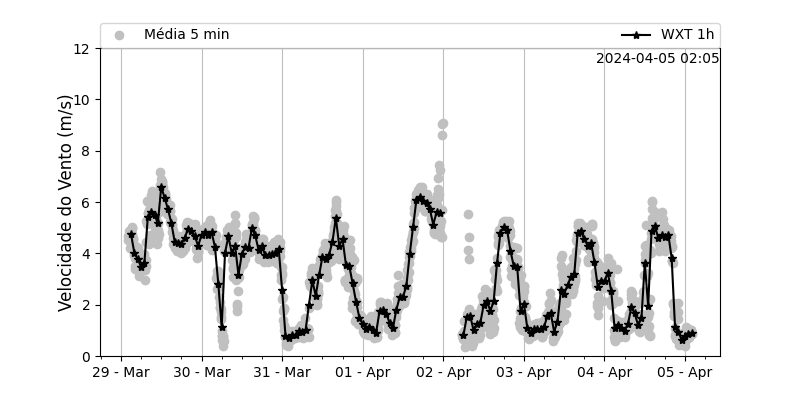 Média 5 min
WXT 1h
2024-04-05 02:05
12
10
8
6
4
2
0
Velocidade do Vento (m/s)
29 - Mar
30 - Mar
31 - Mar
01 - Apr
02 - Apr
03 - Apr
04 - Apr
05 - Apr